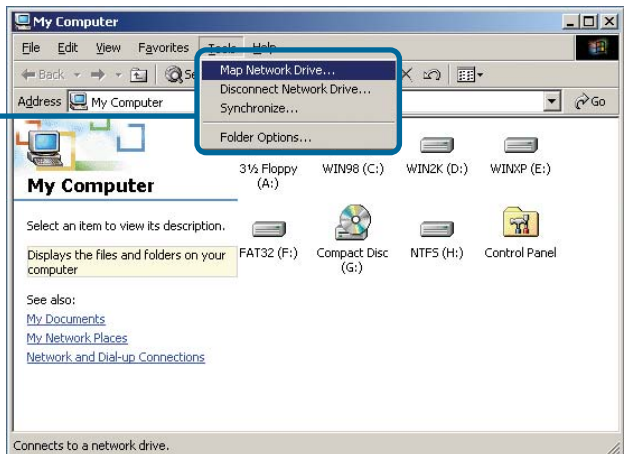 My Computer
File Edit View Favorites Tools Help
Back Se
Map Network Drive...
Disconnect Network Drive...
Synchronize...
Folder Options...
Address My Computer Go
My Computer
Select an item to view its description.
Displays the files and folders on your
computer
See also:
My Documents
My Network Places
Network and Dial-up Connections
3½ Floppy
(A:)
WIN98 (C:)
WIN2K (D:)
WINXP (E:)
FAT32 (F:)
Compact Disc
(G:)
NTFS (H:)
Control Panel
Connects to a network drive.